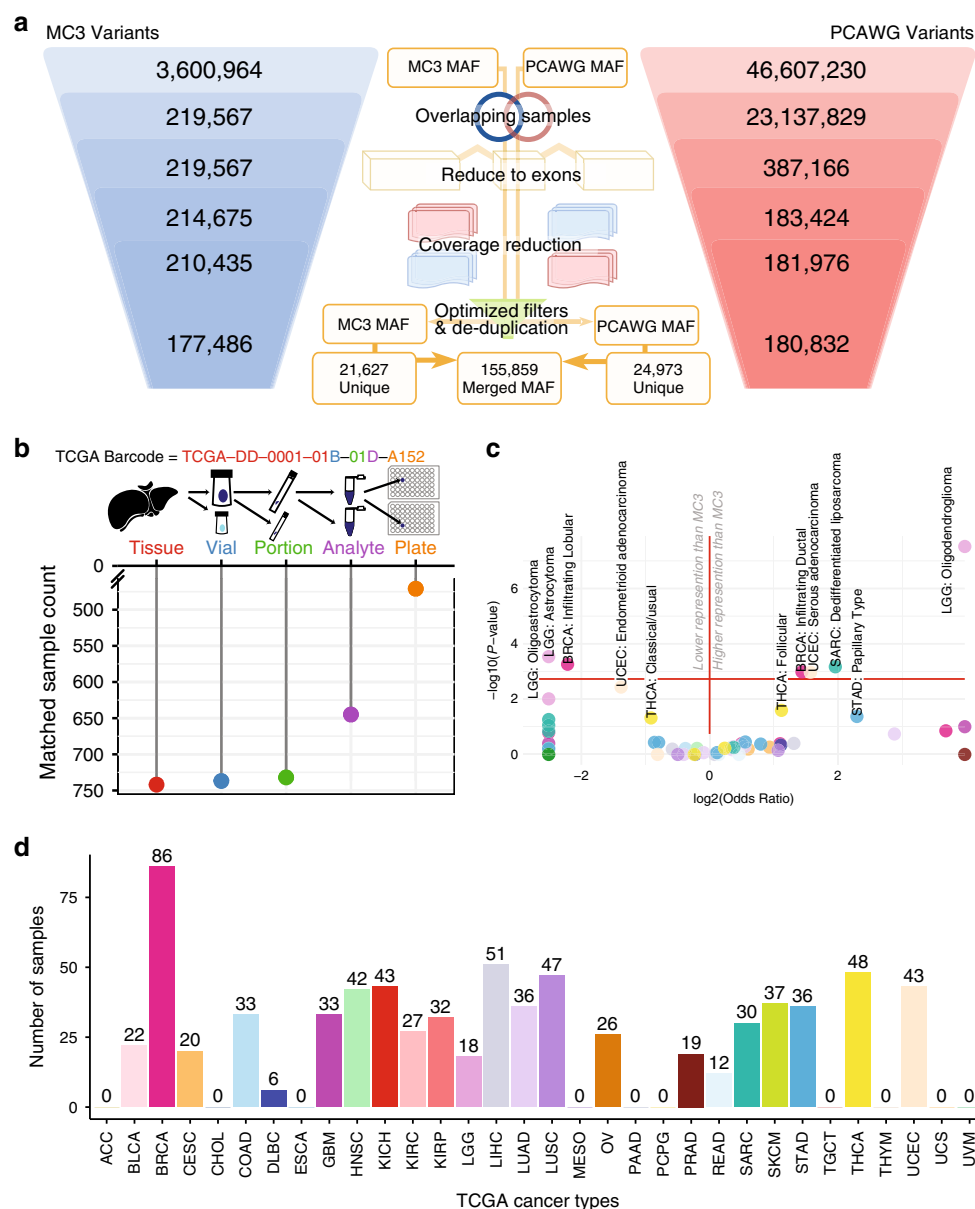 a
MC3 Variants
PCAWG Variants
3,600,964
219,567
219,567
214,675
210,435
177,486
MC3 MAF
PCAWG MAF
Overlapping samples
Reduce to exons
Coverage reduction
Optimized filters
& de-duplication
MC3 MAF
PCAWG MAF
21,627
Unique
155,859
Merged MAF
24,973
Unique
46,607,230
23,137,829
387,166
183,424
181,976
180,832
b
TCGA Barcode = TCGA–DD–0001–01B–01D–A152
Tissue
Vial
Portion
Analyte
Plate
Matched sample count
0
500
550
600
650
700
750
c
–log10(P-value)
6
4
2
0
LGG: Oligoastrocytoma
LGG: Astrocytoma
BRCA: Infiltrating Lobular
UCEC: Endometrioid adenocarcinoma
THCA: Classical/usual
Lower represention than MC3
Higher represention than MC3
THCA: Follicular
BRCA: Infiltrating Ductal
UCEC: Serous adenocarcinoma
SARC: Dedifferentiated liposarcoma
STAD: Papillary Type
LGG: Oligodendroglioma
–2
0
2
log2(Odds Ratio)
d
Number of samples
75
50
25
0
0
22
86
20
0
33
6
0
33
42
43
27
32
18
51
36
47
0
26
0
0
19
12
30
37
36
0
48
0
43
0
0
ACC
BLCA
BRCA
CESC
CHOL
COAD
DLBC
ESCA
GBM
HNSC
KICH
KIRC
KIRP
LGG
LIHC
LUAD
LUSC
MESO
OV
PAAD
PCPG
PRAD
READ
SARC
SKCM
STAD
TGCT
THCA
THYM
UCEC
UCS
UVM
TCGA cancer types